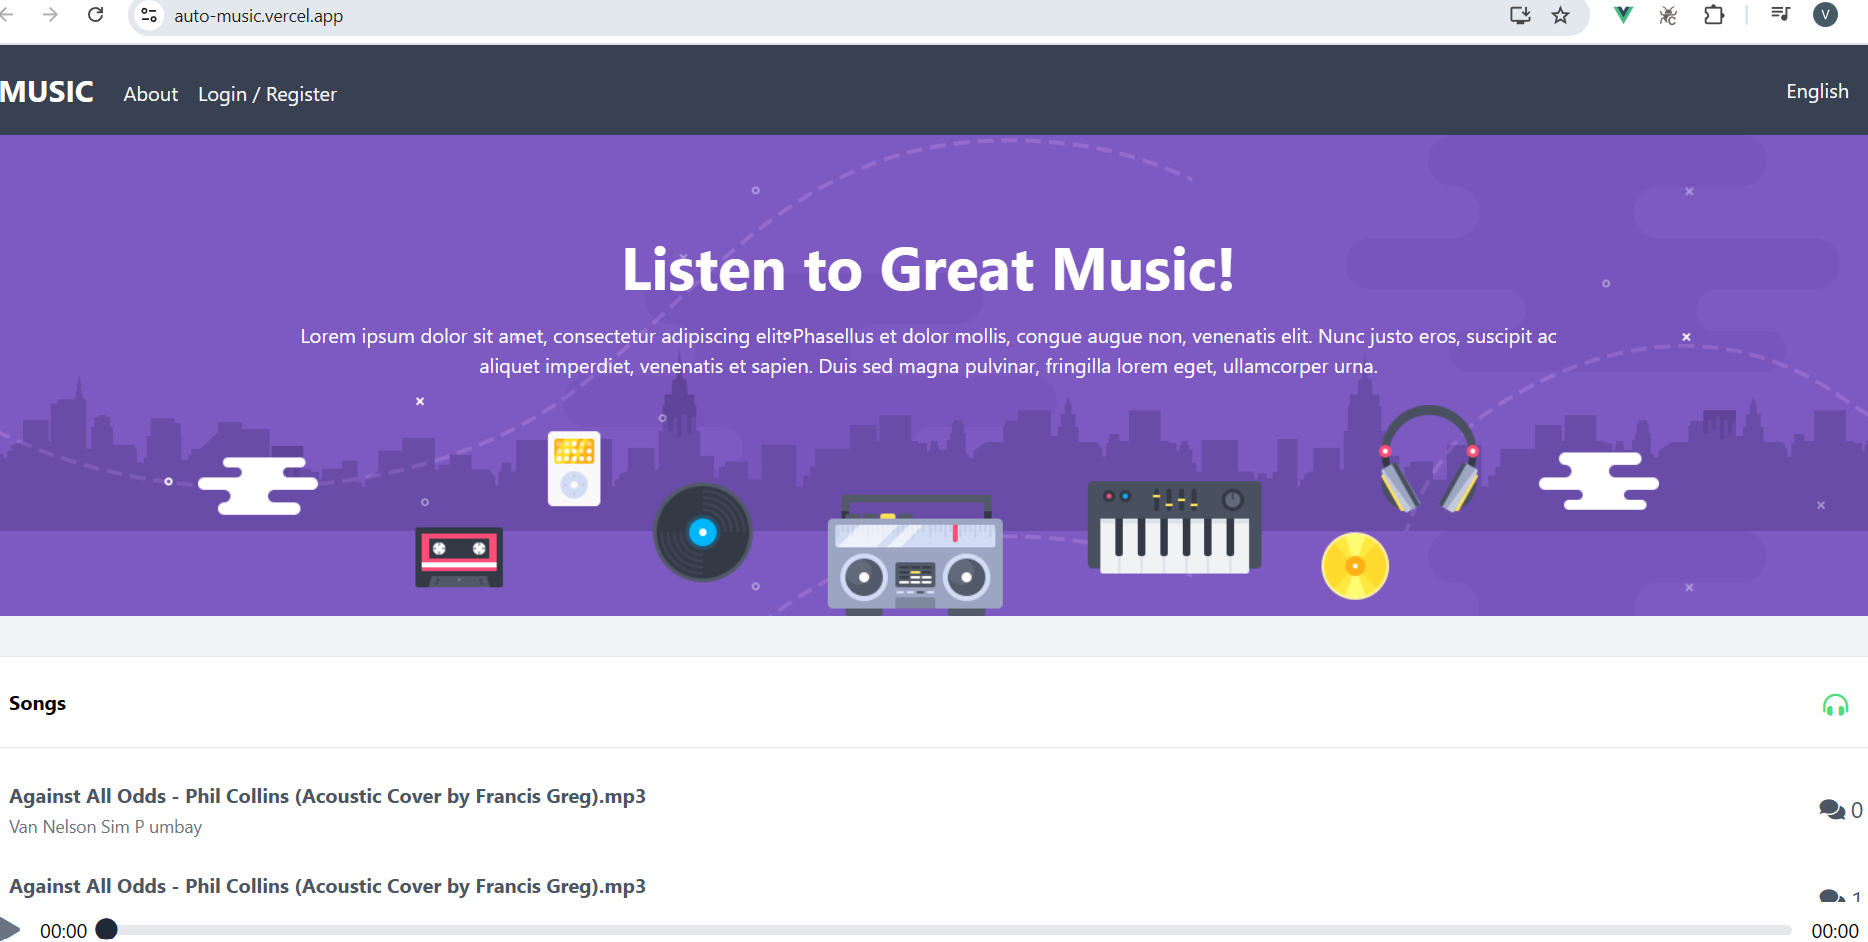 auto-music.vercel.app
V
MUSIC About Login / Register English
Listen to Great Music!
Lorem ipsum dolor sit amet, consectetur adipiscing elit. Phasellus et dolor mollis, congue augue non, venenatis elit. Nunc justo eros, suscipit ac
aliquet imperdiet, venenatis et sapien. Duis sed magna pulvinar, fringilla lorem eget, ullamcorper urna.
Songs
Against All Odds - Phil Collins (Acoustic Cover by Francis Greg).mp3
0
Van Nelson Sim P umbay
Against All Odds - Phil Collins (Acoustic Cover by Francis Greg).mp3
1
00:00 00:00